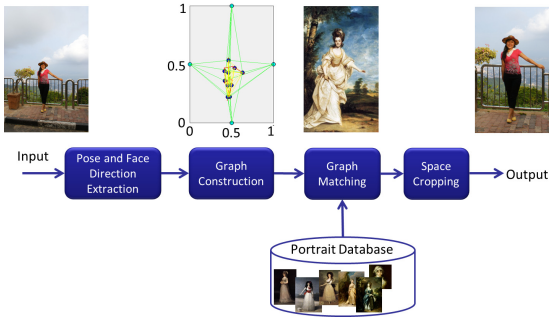 1
0.5
0
0
0.5
1
Input
Pose and Face
Direction
Extraction
Graph
Construction
Graph
Matching
Space
Cropping
Output
Portrait Database